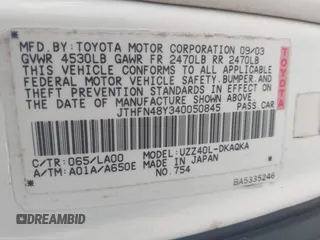 MFD.BY:TOYOTA MOTOR CORPORATION 09/03
GVWR 4530LB GAWR FR 2470LB RR 2470LB
THIS VEHICLE CONFORMS TO ALL APPLICABLE
FEDERAL MOTOR VEHICLE SAFETY,BUMPER,AND
THEFT PREVENTION STANDARDS IN EFFECT ON
THE DATE OF MANUFACTURE SHOWN ABOVE.
JTHFN48Y340050845 PASS.CAR
TOYOTA
C/TR:065/LA00 MODEL:UZZ40L-DKAQKA
A/TM:A01A/A650E MADE IN JAPAN
NO.754
BA5335246
AutoBidMaster